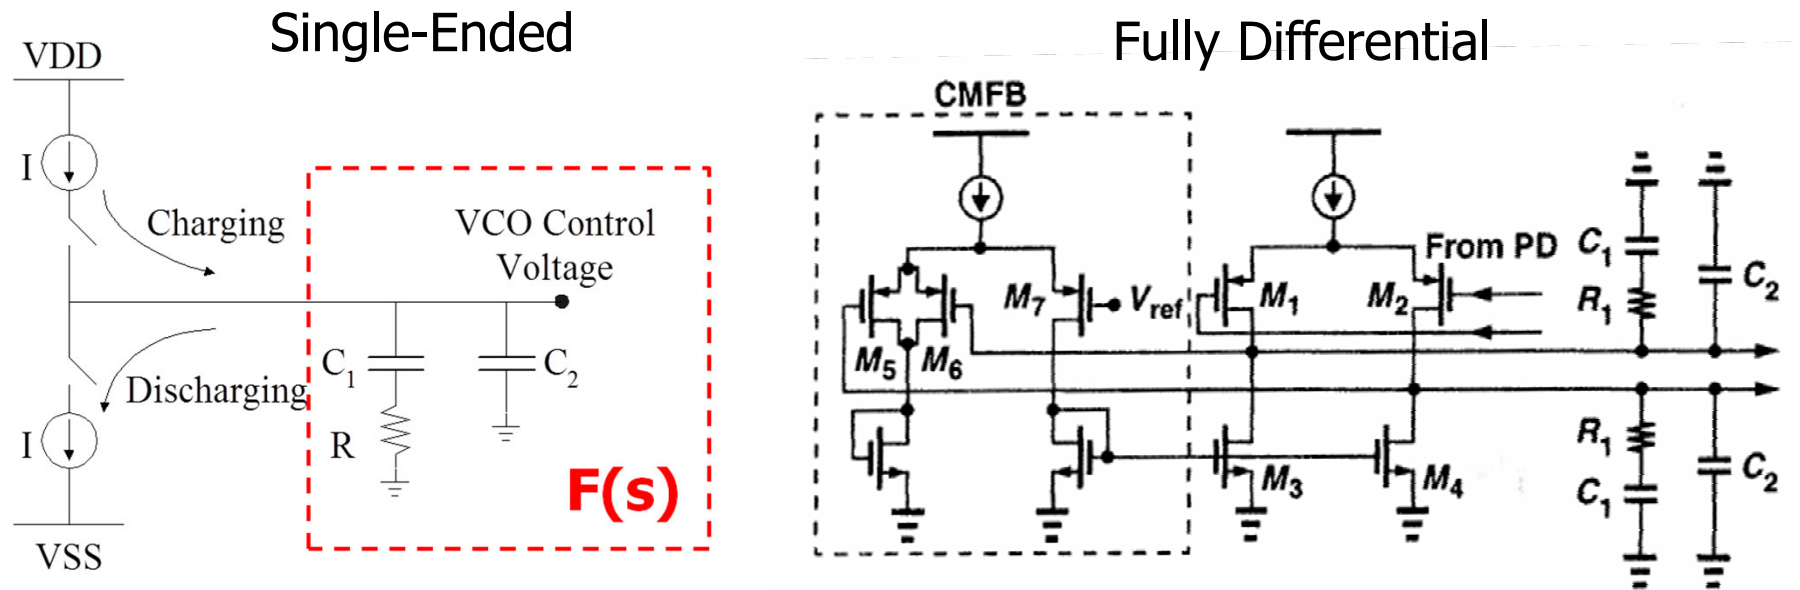 Single-Ended
VDD
I
Charging
VCO Control
Voltage
C1
C2
Discharging
R
I
F(s)
VSS
Fully Differential
CMFB
From PD
M7
Vref
M1
M2
M5
M6
M3
M4
C1
R1
C2
R1
C1
C2